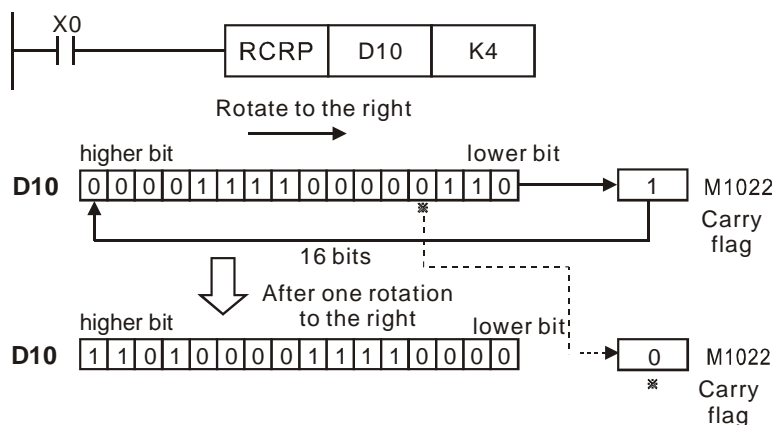 X0
RCRP D10 K4
Rotate to the right
higher bit lower bit
D10 0 0 0 0 1 1 1 1 0 0 0 0 0 1 1 0 1 M1022
※ Carry
flag
16 bits
After one rotation
to the right
higher bit lower bit
D10 1 1 0 1 0 0 0 0 1 1 1 1 0 0 0 0 0 M1022
※ Carry
flag